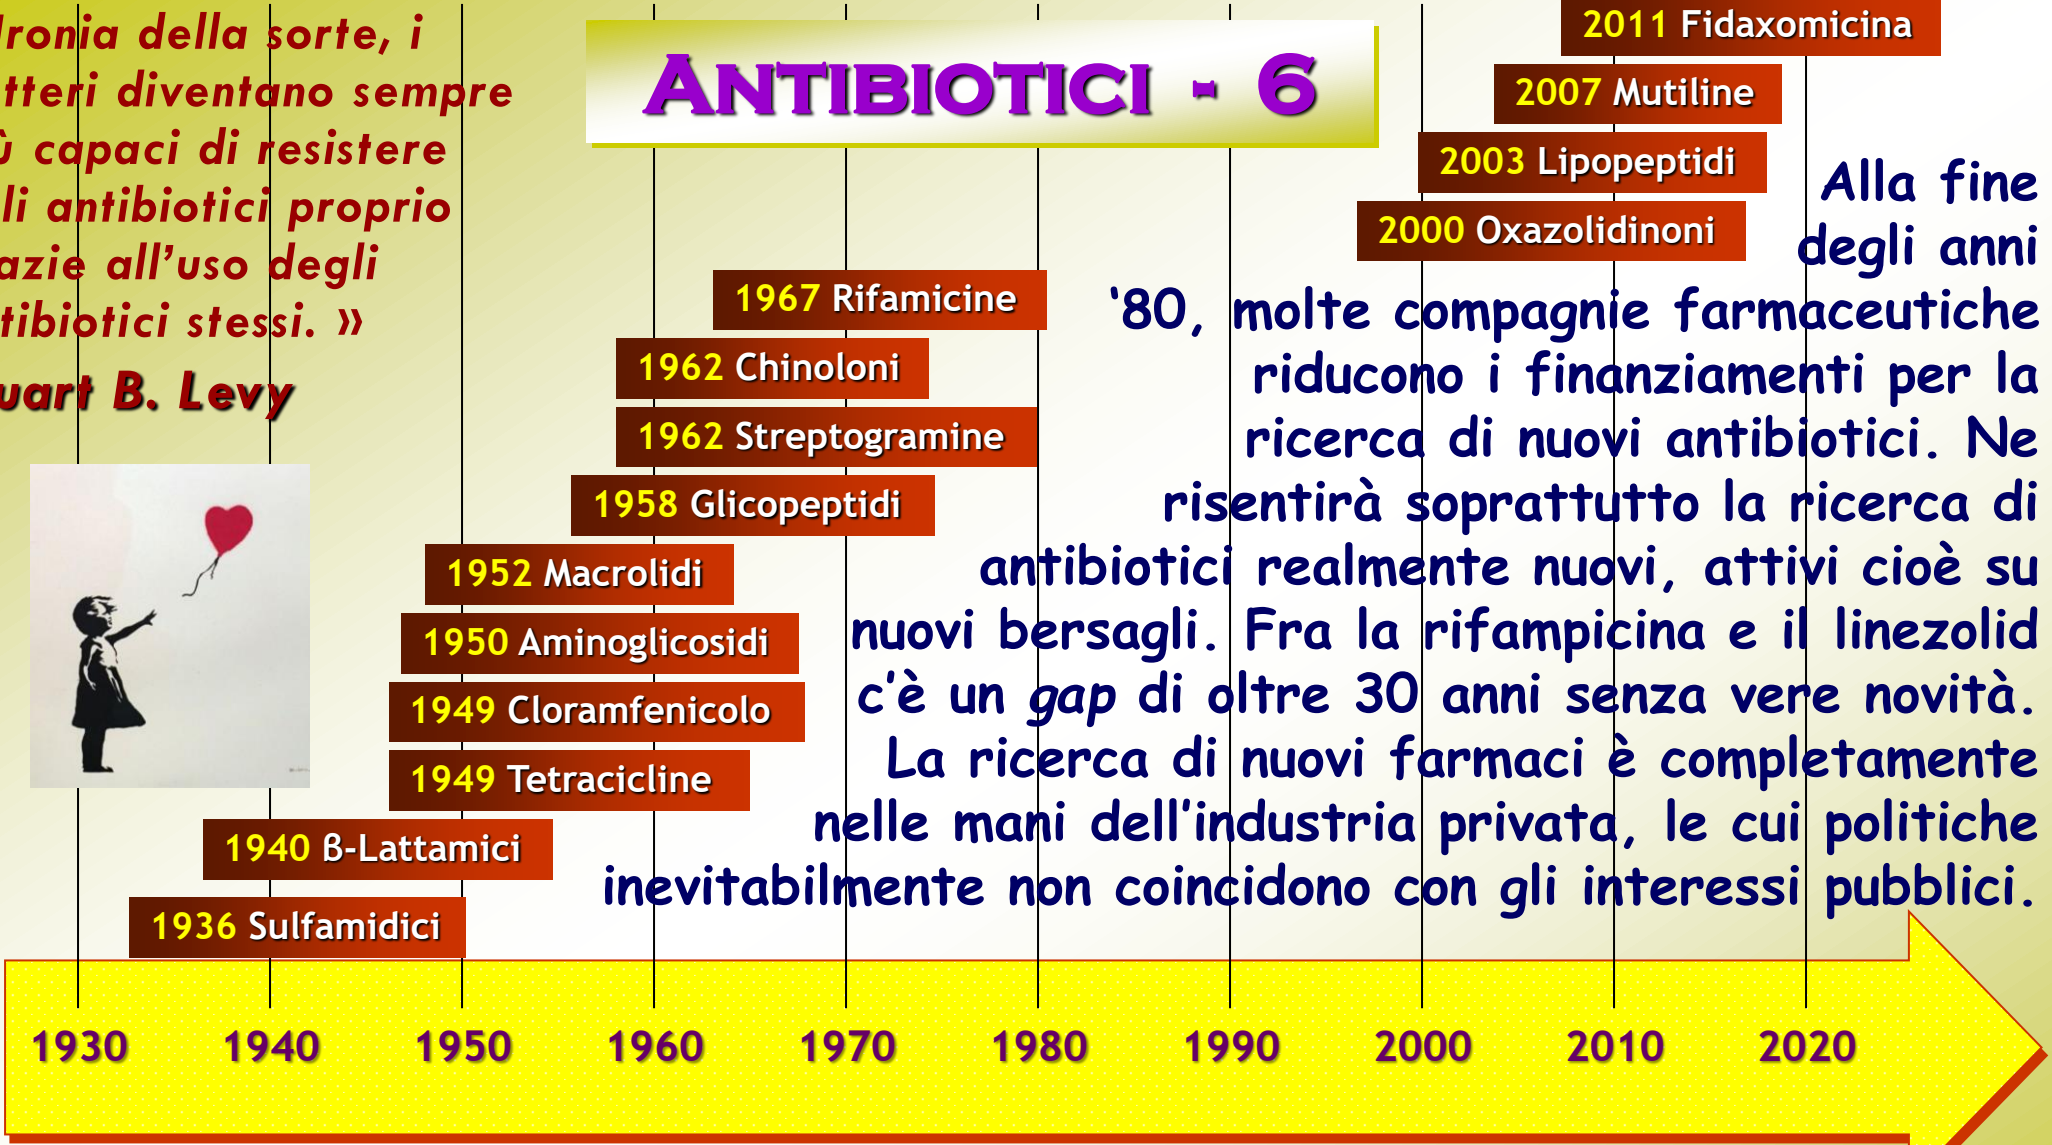 Antibiotici - 6
Ironia della sorte, i
tteri diventano sempre
ù capaci di resistere
li antibiotici proprio
azie all’uso degli
tibiotici stessi. »
uart B. Levy
2011 Fidaxomicina
2007 Mutiline
2003 Lipopeptidi
2000 Oxazolidinoni
1967 Rifamicine
1962 Chinoloni
1962 Streptogramine
1958 Glicopeptidi
1952 Macrolidi
1950 Aminoglicosidi
1949 Cloramfenicolo
1949 Tetracicline
1940 ß-Lattamici
1936 Sulfamidici
Alla fine
degli anni
‘80, molte compagnie farmaceutiche
riducono i finanziamenti per la
ricerca di nuovi antibiotici. Ne
risentirà soprattutto la ricerca di
antibiotici realmente nuovi, attivi cioè su
nuovi bersagli. Fra la rifampicina e il linezolid
c’è un gap di oltre 30 anni senza vere novità.
La ricerca di nuovi farmaci è completamente
nelle mani dell’industria privata, le cui politiche
inevitabilmente non coincidono con gli interessi pubblici.
1930 1940 1950 1960 1970 1980 1990 2000 2010 2020